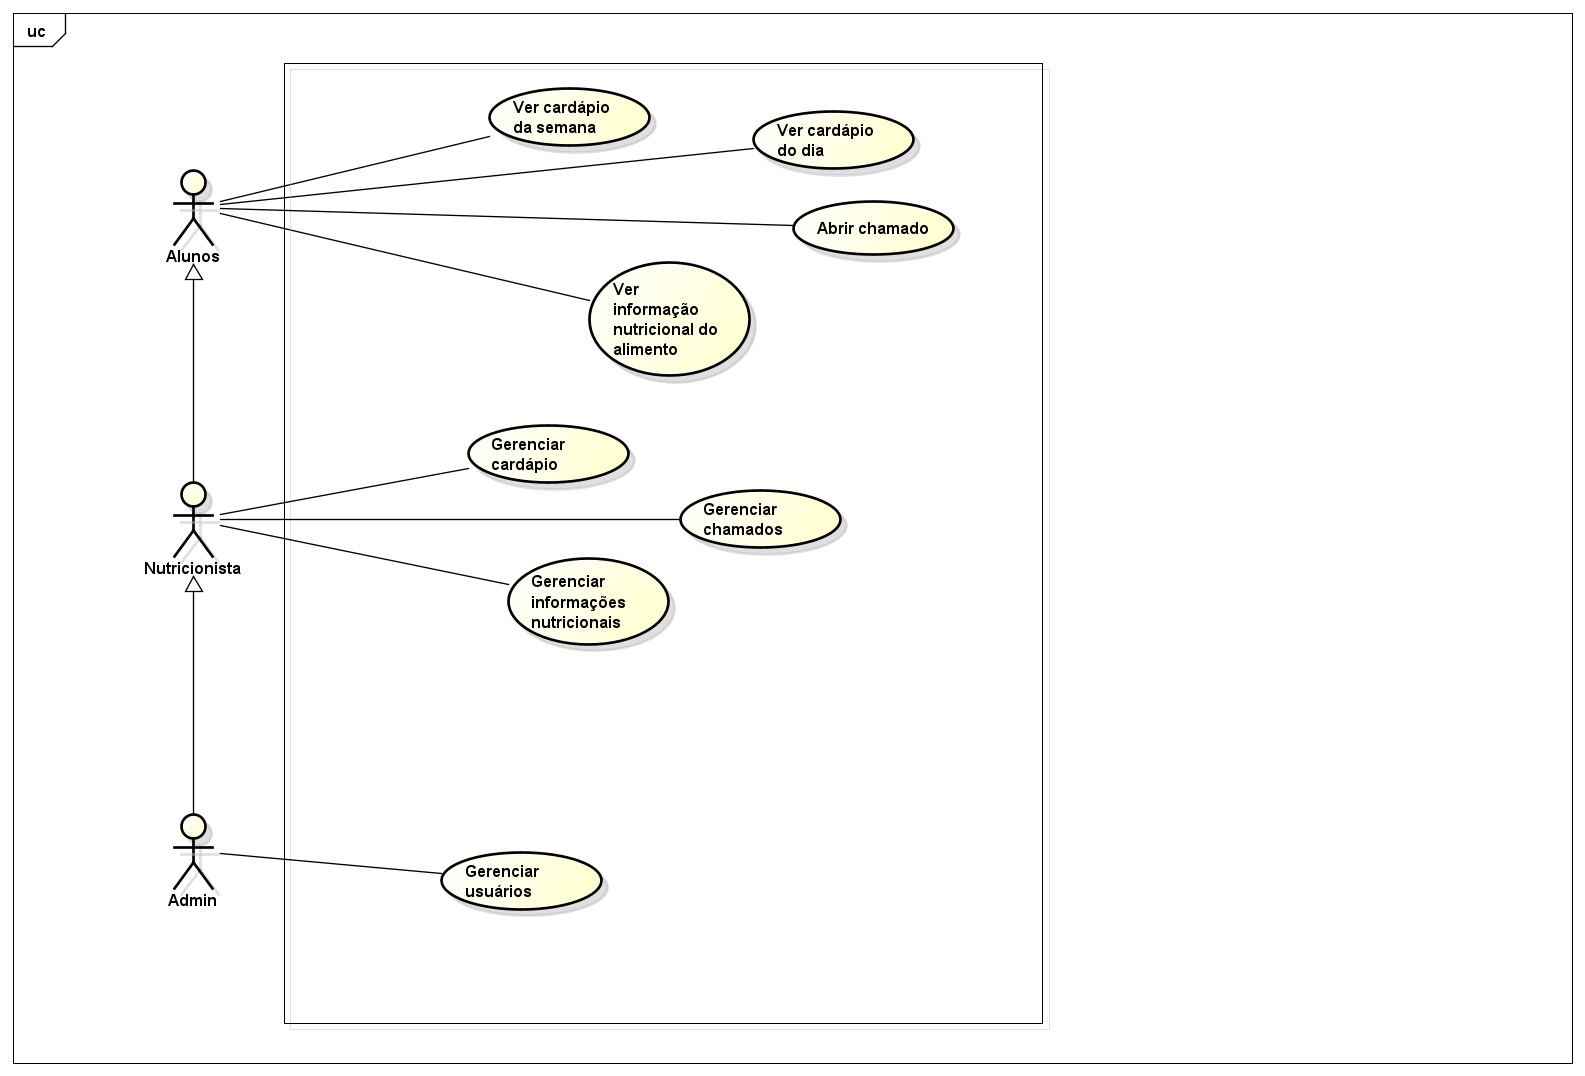 uc
Ver cardápio
da semana
Ver cardápio
do dia
Abrir chamado
Alunos
Ver
informação
nutricional do
alimento
Gerenciar
cardápio
Gerenciar
chamados
Nutricionista
Gerenciar
informações
nutricionais
Gerenciar
usuários
Admin